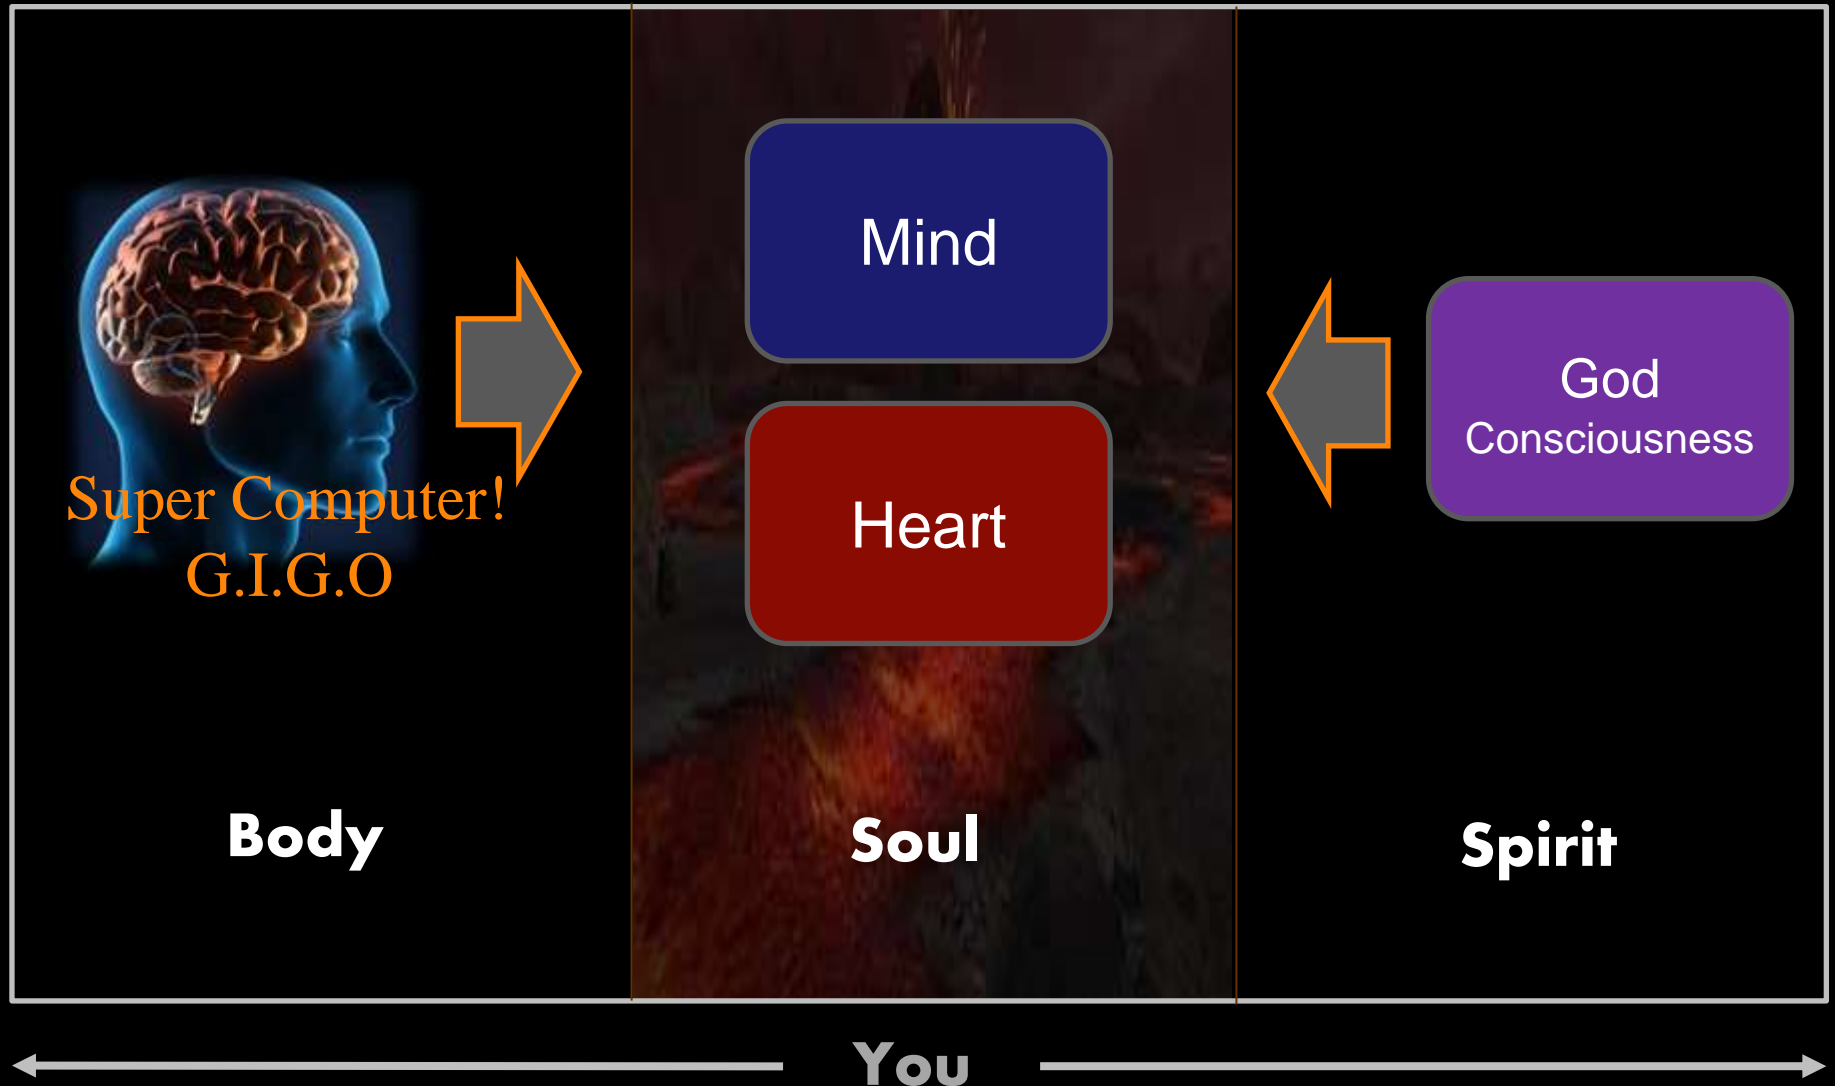 Super Computer!
G.I.G.O
Body
Mind
Heart
Soul
God
Consciousness
Spirit
You